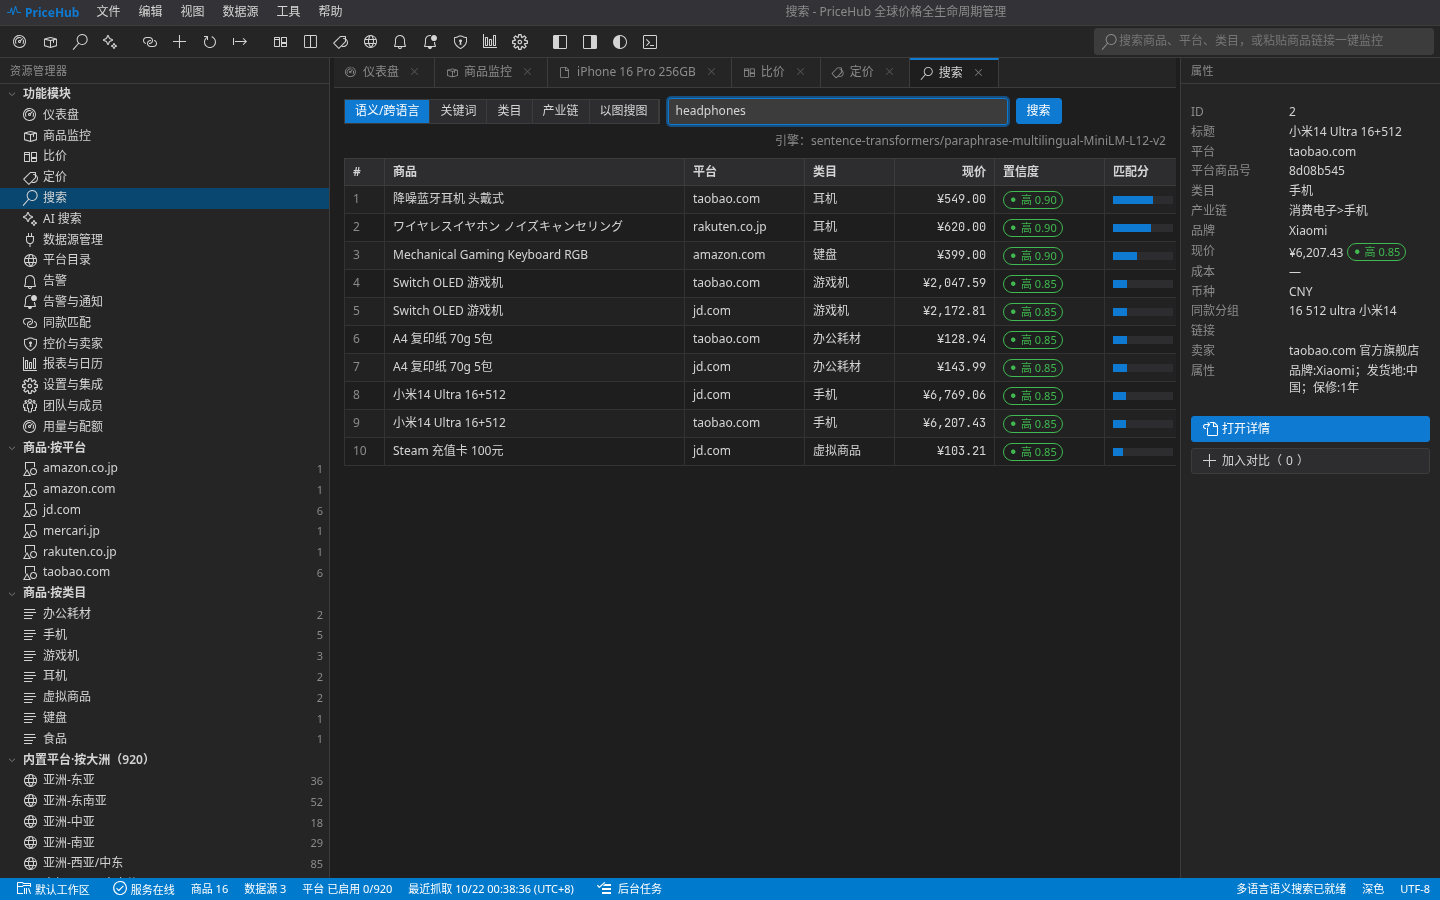 PriceHub 文件 编辑 视图 数据源 工具 帮助 搜索 - PriceHub 全球价格全生命周期管理
搜索商品、平台、类目，或粘贴商品链接一键监控
资源管理器
功能模块
仪表盘
商品监控
比价
定价
搜索
AI 搜索
数据源管理
平台目录
告警
告警与通知
同款匹配
控价与卖家
报表与日历
设置与集成
团队与成员
用量与配额
商品·按平台
amazon.co.jp 1
amazon.com 1
jd.com 6
mercari.jp 1
rakuten.co.jp 1
taobao.com 6
商品·按类目
办公耗材 2
手机 5
游戏机 3
耳机 2
虚拟商品 2
键盘 1
食品 1
内置平台·按大洲（920）
亚洲-东亚 36
亚洲-东南亚 52
亚洲-中亚 18
亚洲-南亚 29
亚洲-西亚/中东 85
仪表盘 商品监控 iPhone 16 Pro 256GB 比价 定价 搜索
语义/跨语言 关键词 类目 产业链 以图搜图 headphones 搜索
引擎：sentence-transformers/paraphrase-multilingual-MiniLM-L12-v2
# 商品 平台 类目 现价 置信度 匹配分
1 降噪蓝牙耳机 头戴式 taobao.com 耳机 ¥549.00 高 0.90
2 ワイヤレスイヤホン ノイズキャンセリング rakuten.co.jp 耳机 ¥620.00 高 0.90
3 Mechanical Gaming Keyboard RGB amazon.com 键盘 ¥399.00 高 0.90
4 Switch OLED 游戏机 taobao.com 游戏机 ¥2,047.59 高 0.85
5 Switch OLED 游戏机 jd.com 游戏机 ¥2,172.81 高 0.85
6 A4 复印纸 70g 5包 taobao.com 办公耗材 ¥128.94 高 0.85
7 A4 复印纸 70g 5包 jd.com 办公耗材 ¥143.99 高 0.85
8 小米14 Ultra 16+512 jd.com 手机 ¥6,769.06 高 0.85
9 小米14 Ultra 16+512 taobao.com 手机 ¥6,207.43 高 0.85
10 Steam 充值卡 100元 jd.com 虚拟商品 ¥103.21 高 0.85
属性
ID 2
标题 小米14 Ultra 16+512
平台 taobao.com
平台商品号 8d08b545
类目 手机
产业链 消费电子>手机
品牌 Xiaomi
现价 ¥6,207.43 高 0.85
成本 —
币种 CNY
同款分组 16 512 ultra 小米14
链接
卖家 taobao.com 官方旗舰店
属性 品牌:Xiaomi；发货地:中
国；保修:1年
打开详情
加入对比（ 0 ）
默认工作区 服务在线 商品 16 数据源 3 平台 已启用 0/920 最近抓取 10/22 00:38:36 (UTC+8) 后台任务 多语言语义搜索已就绪 深色 UTF-8